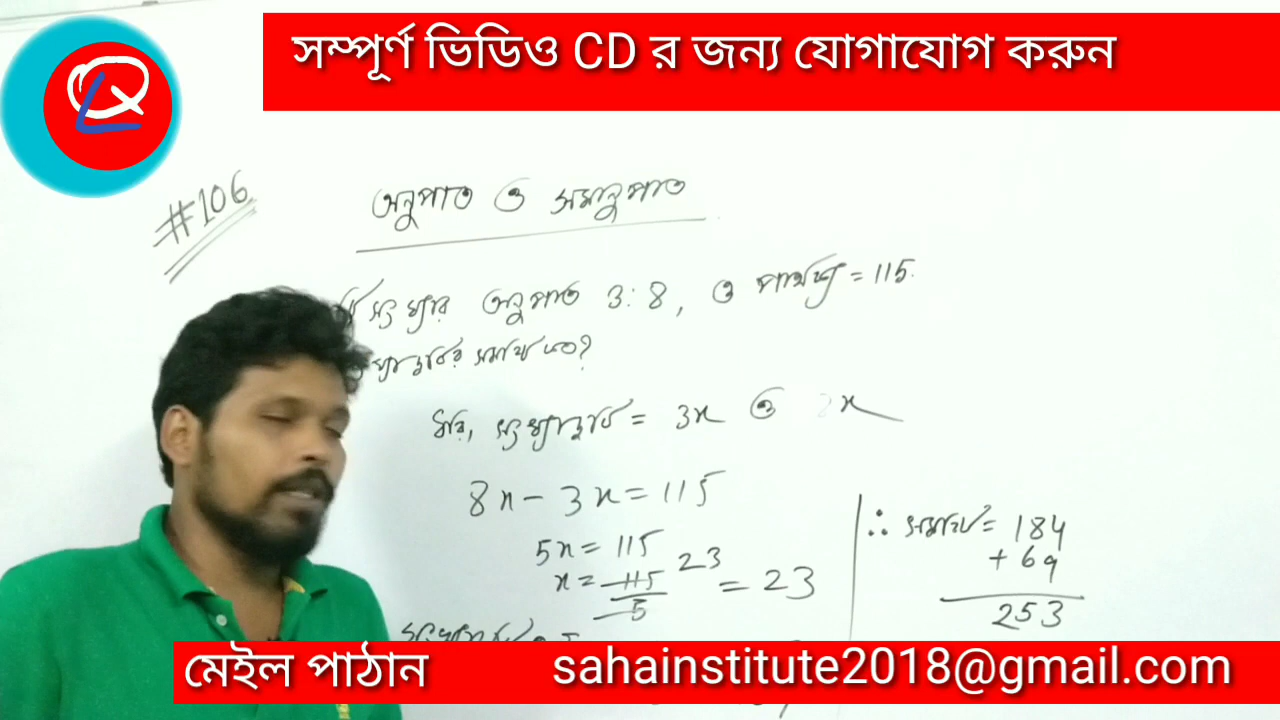 সম্পূর্ণ ভিডিও CD র জন্য যোগাযোগ করুন
#106
অনুপাত ও সমানুপাত
সংখ্যার অনুপাত 3:8, ও পার্থক্য = 115.
সমষ্টি কত?
ধরি, সংখ্যাদুটি = 3x ও x
8x - 3x = 115
5x = 115
x = 115/5 23 = 23
∴ সমষ্টি = 184
+ 69
253
মেইল পাঠান sahainstitute2018@gmail.com